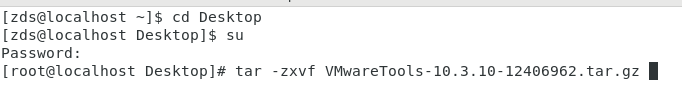 [zds@localhost ~]$ cd Desktop
[zds@localhost Desktop]$ su
Password:
[root@localhost Desktop]# tar -zxvf VMwareTools-10.3.10-12406962.tar.gz